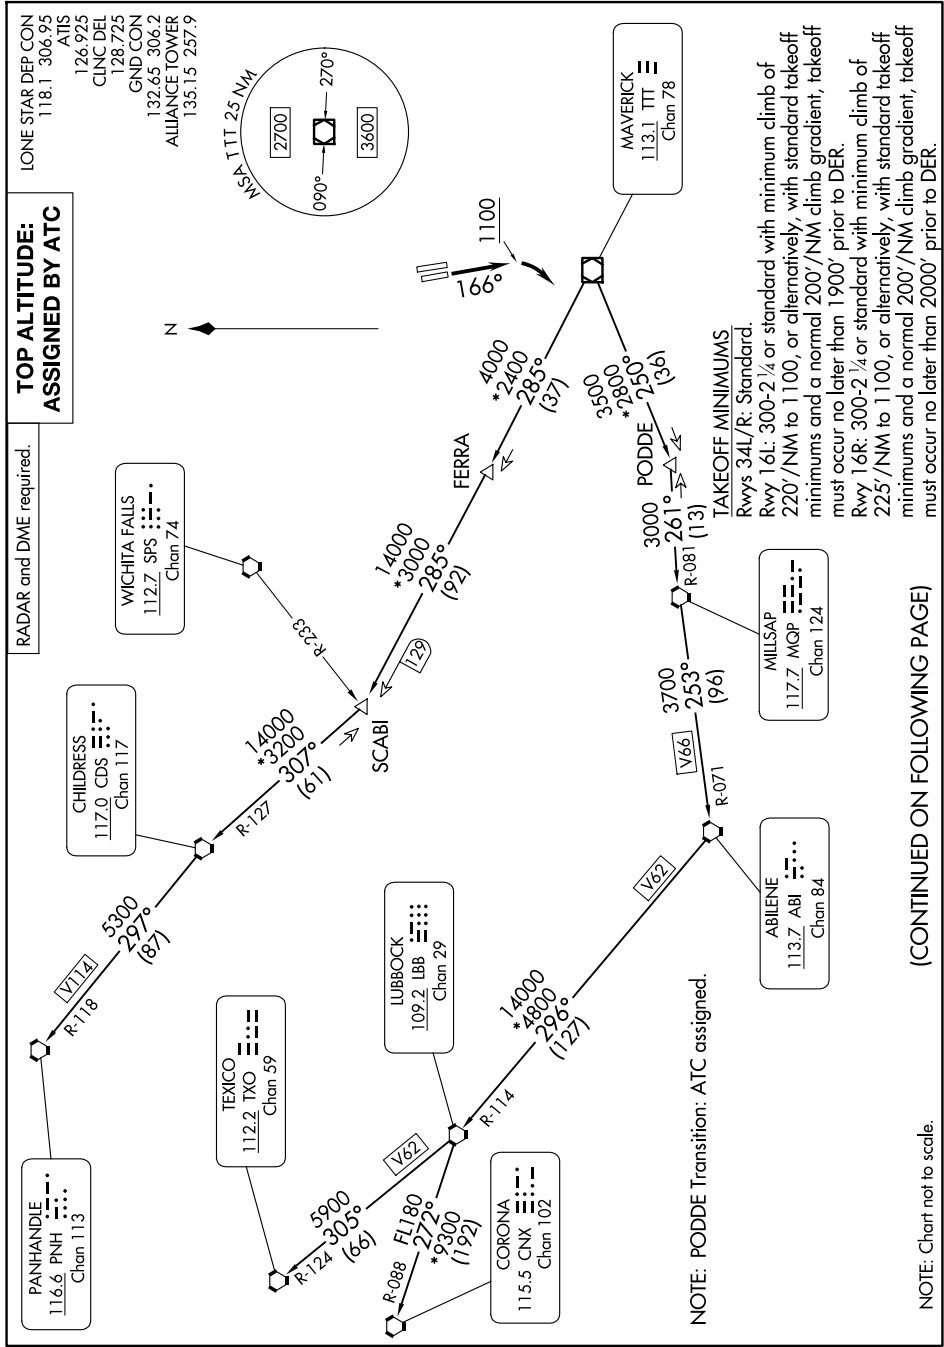 RADAR and DME required.
TOP ALTITUDE:
ASSIGNED BY ATC
LONE STAR DEP CON
118.1 306.95
ATIS
126.925
CLNC DEL
128.725
GND CON
132.65 306.2
ALLIANCE TOWER
135.15 257.9
MSA TTT 25 NM
2700
090°
270°
3600
N
PANHANDLE
116.6 PNH
Chan 113
CHILDRESS
117.0 CDS
Chan 117
WICHITA FALLS
112.7 SPS
Chan 74
R-118
V114
5300
297°
(87)
R-127
14000
*3200
307°
(61)
R-233
SCABI
129
14000
*3000
285°
(92)
FERRA
4000
*2400
285°
(37)
166°
1100
MAVERICK
113.1 TTT
Chan 78
TEXICO
112.2 TXO
Chan 59
LUBBOCK
109.2 LBB
Chan 29
CORONA
115.5 CNX
Chan 102
R-124
5900
305°
(66)
V62
R-088
FL180
272°
*9300
(192)
R-114
14000
*4800
296°
(127)
V62
ABILENE
113.7 ABI
Chan 84
R-071
V66
3700
253°
(96)
MILLSAP
117.7 MQP
Chan 124
R-081
3000
261°
(13)
PODDE
3500
*2800
250°
(36)
TAKEOFF MINIMUMS
Rwys 34L/R: Standard.
Rwy 16L: 300-2¼ or standard with minimum climb of
220'/NM to 1100, or alternatively, with standard takeoff
minimums and a normal 200'/NM climb gradient, takeoff
must occur no later than 1900' prior to DER.
Rwy 16R: 300-2¼ or standard with minimum climb of
225'/NM to 1100, or alternatively, with standard takeoff
minimums and a normal 200'/NM climb gradient, takeoff
must occur no later than 2000' prior to DER.
NOTE: PODDE Transition: ATC assigned.
(CONTINUED ON FOLLOWING PAGE)
NOTE: Chart not to scale.